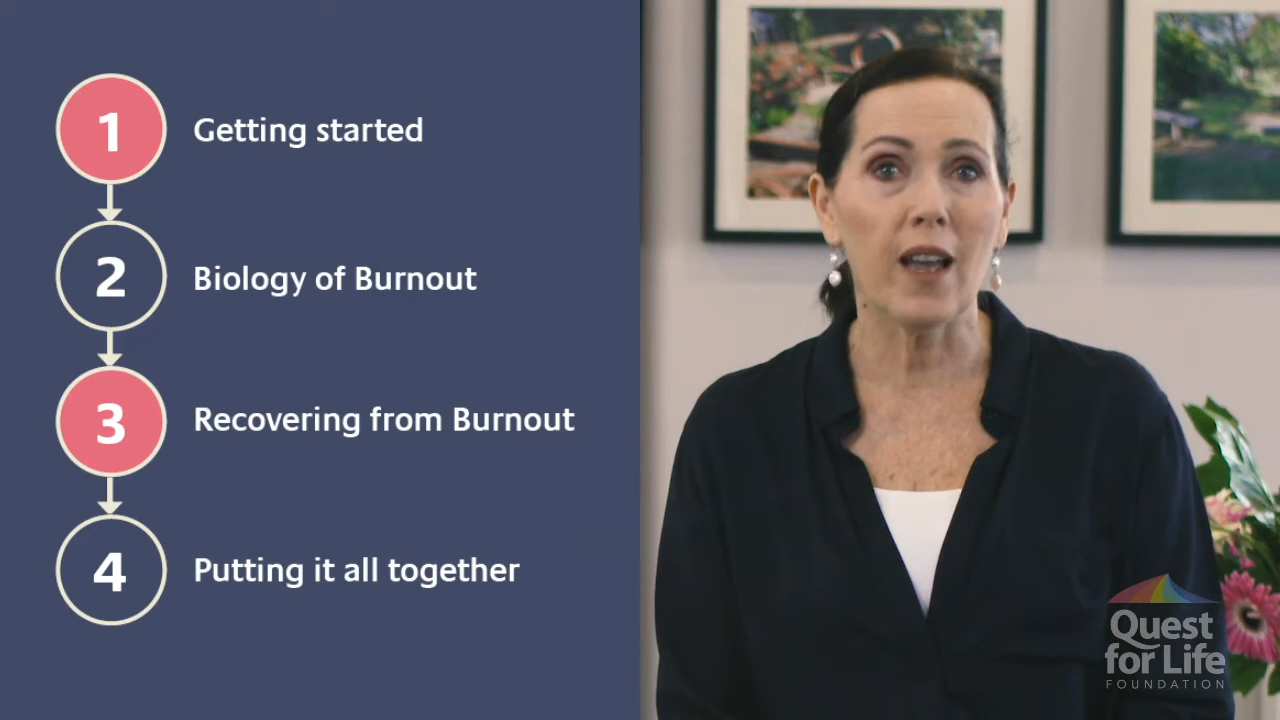 1
Getting started
2
Biology of Burnout
3
Recovering from Burnout
4
Putting it all together
Quest
for Life
FOUNDATION